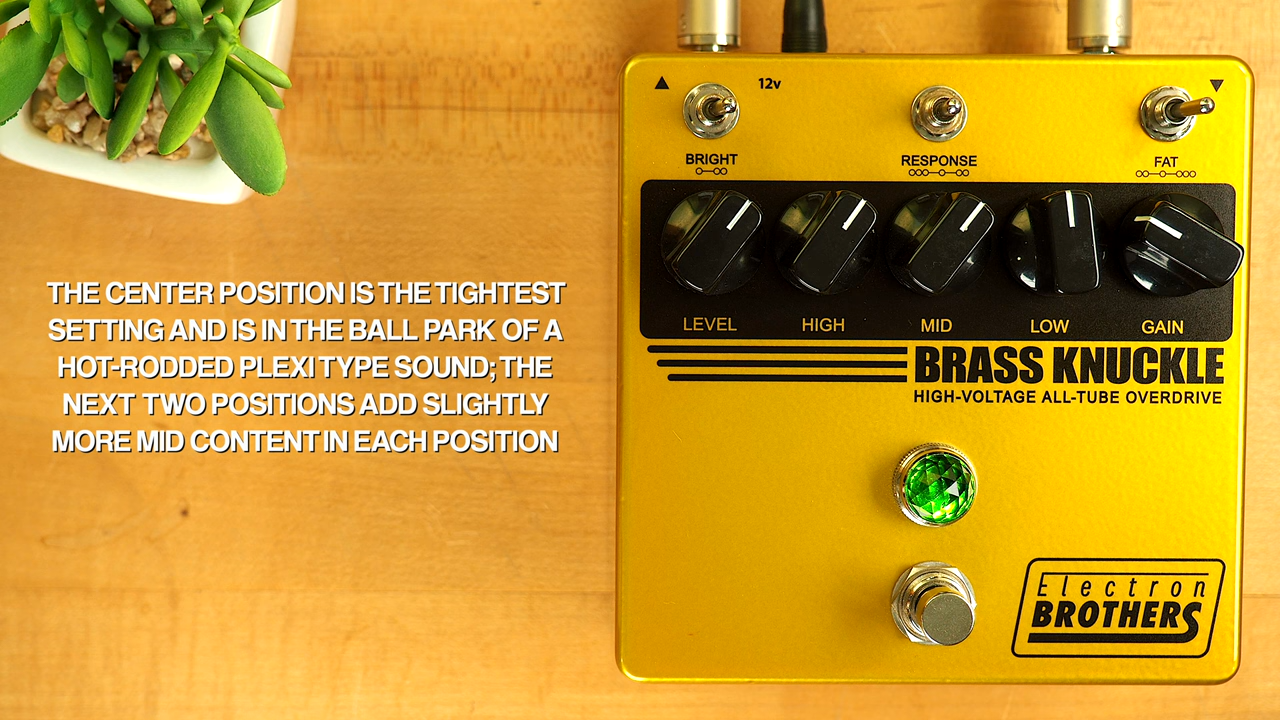 THE CENTER POSITION IS THE TIGHTEST
SETTING AND IS IN THE BALL PARK OF A
HOT-RODDED PLEXI TYPE SOUND; THE
NEXT TWO POSITIONS ADD SLIGHTLY
MORE MID CONTENT IN EACH POSITION
12v
BRIGHT
RESPONSE
FAT
LEVEL
HIGH
MID
LOW
GAIN
BRASS KNUCKLE
HIGH-VOLTAGE ALL-TUBE OVERDRIVE
Electron
BROTHERS